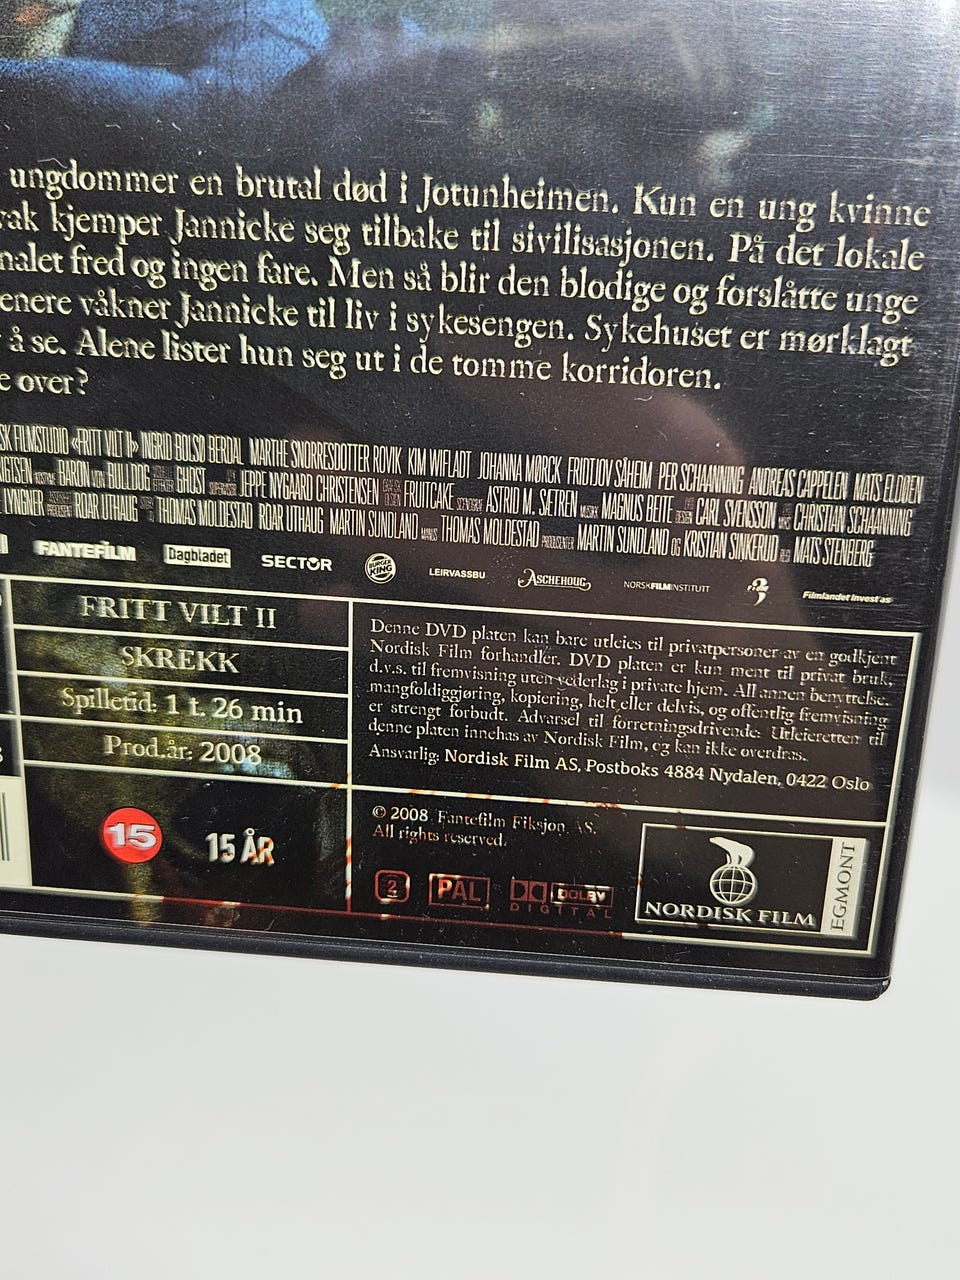 ungdommer en brutal død i Jotunheimen. Kun en ung kvinne
kjemper Jannicke seg tilbake til sivilisasjonen. På det lokale
fred og ingen fare. Men så blir den blodige og forslåtte unge
våkner Jannicke til liv i sykesengen. Sykehuset er mørklagt
å se. Alene lister hun seg ut i de tomme korridoren.
over?
FILMSTUDIO «FRITT VILT II» INGRID BOLSØ BERDAL MARTHE SNORRESDOTTER ROVIK KIM WIFLADT JOHANNA MØRCK FRIDTJOV SÅHEIM PER SCHAANNING ANDREAS CAPPELEN MATS ELDØEN
BARON BULLDOG GHOST JEPPE NYGAARD CHRISTENSEN FRUITCAKE ASTRID M. SÆTREN MAGNUS BEITE CARL SVENSSON CHRISTIAN SCHAANNING
ROAR UTHAUG THOMAS MOLDESTAD ROAR UTHAUG MARTIN SUNDLAND THOMAS MOLDESTAD PRODUSENTER MARTIN SUNDLAND OG KRISTIAN SINKERUD MATS STENBERG
FANTEFILM Dagbladet SECTOR BURGER KING LEIRVASSBU ASCHEHOUG NORSKFILMINSTITUTT Filmlandet Invest as
FRITT VILT II
SKREKK
Spilletid: 1 t. 26 min
Prod.år: 2008
15 15 ÅR
Denne DVD platen kan bare utleies til privatpersoner av en godkjent
Nordisk Film forhandler. DVD platen er kun ment til privat bruk,
d.v.s. til fremvisning uten vederlag i private hjem. All annen benyttelse,
mangfoldiggjøring, kopiering, helt eller delvis, og offentlig fremvisning
er strengt forbudt. Advarsel til forretningsdrivende: Utleieretten til
denne platen innehas av Nordisk Film, og kan ikke overdras.
Ansvarlig: Nordisk Film AS, Postboks 4884 Nydalen, 0422 Oslo
© 2008 Fantefilm Fiksjon AS.
All rights reserved.
2 PAL DOLBY
DIGITAL
NORDISK FILM
EGMONT